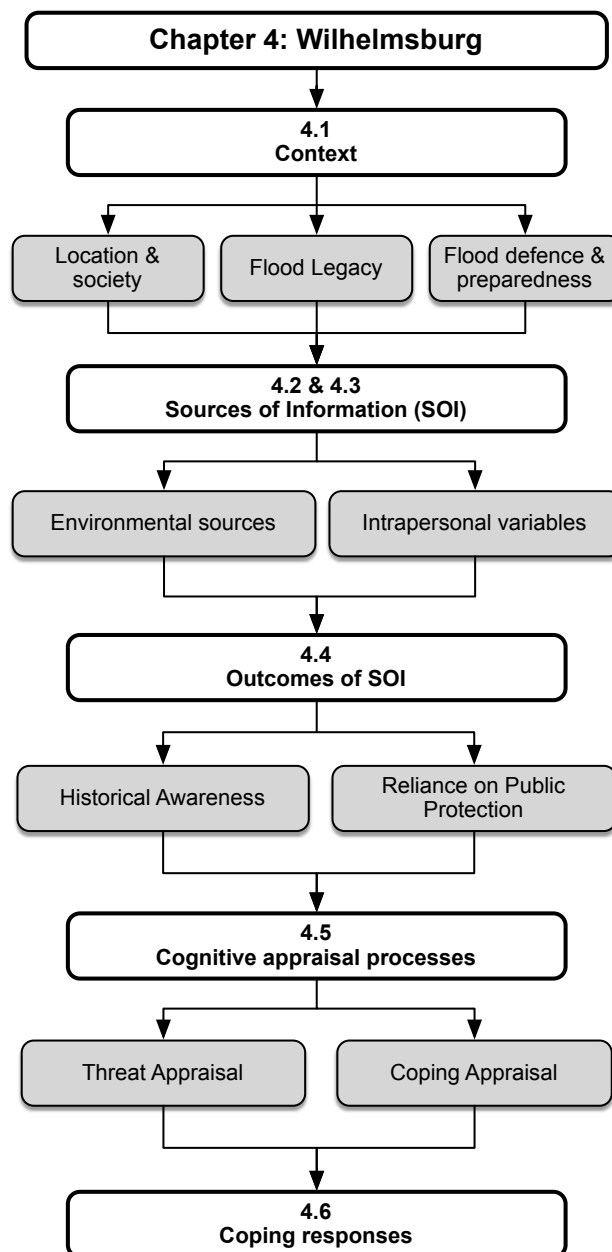 Chapter 4: Wilhelmsburg
4.1
Context
Location &
society
Flood Legacy
Flood defence &
preparedness
4.2 & 4.3
Sources of Information (SOI)
Environmental sources
Intrapersonal variables
4.4
Outcomes of SOI
Historical Awareness
Reliance on Public
Protection
4.5
Cognitive appraisal processes
Threat Appraisal
Coping Appraisal
4.6
Coping responses